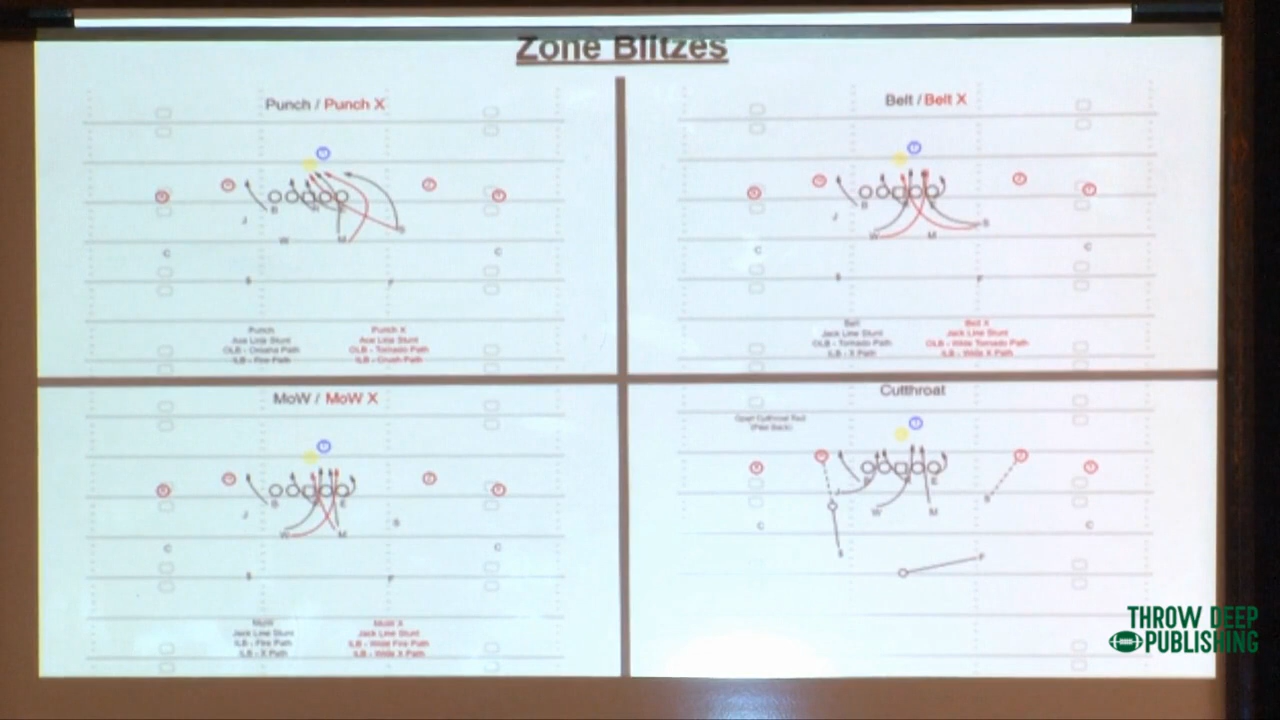 Zone Blitzes
Punch / Punch X
Punch
Ace Line Stunt
OLB - Omaha Path
ILB - Fire Path
Punch X
Ace Line Stunt
OLB - Tornado Path
ILB - Crush Path
Belt / Belt X
Belt
Jack Line Stunt
OLB - Tornado Path
ILB - X Path
Belt X
Jack Line Stunt
OLB - Wide Tornado Path
ILB - Wide X Path
MoW / MoW X
MoW
Jack Line Stunt
ILB - Fire Path
ILB - X Path
MoW X
Jack Line Stunt
ILB - Wide Fire Path
ILB - Wide X Path
Cutthroat
THROW DEEP
PUBLISHING